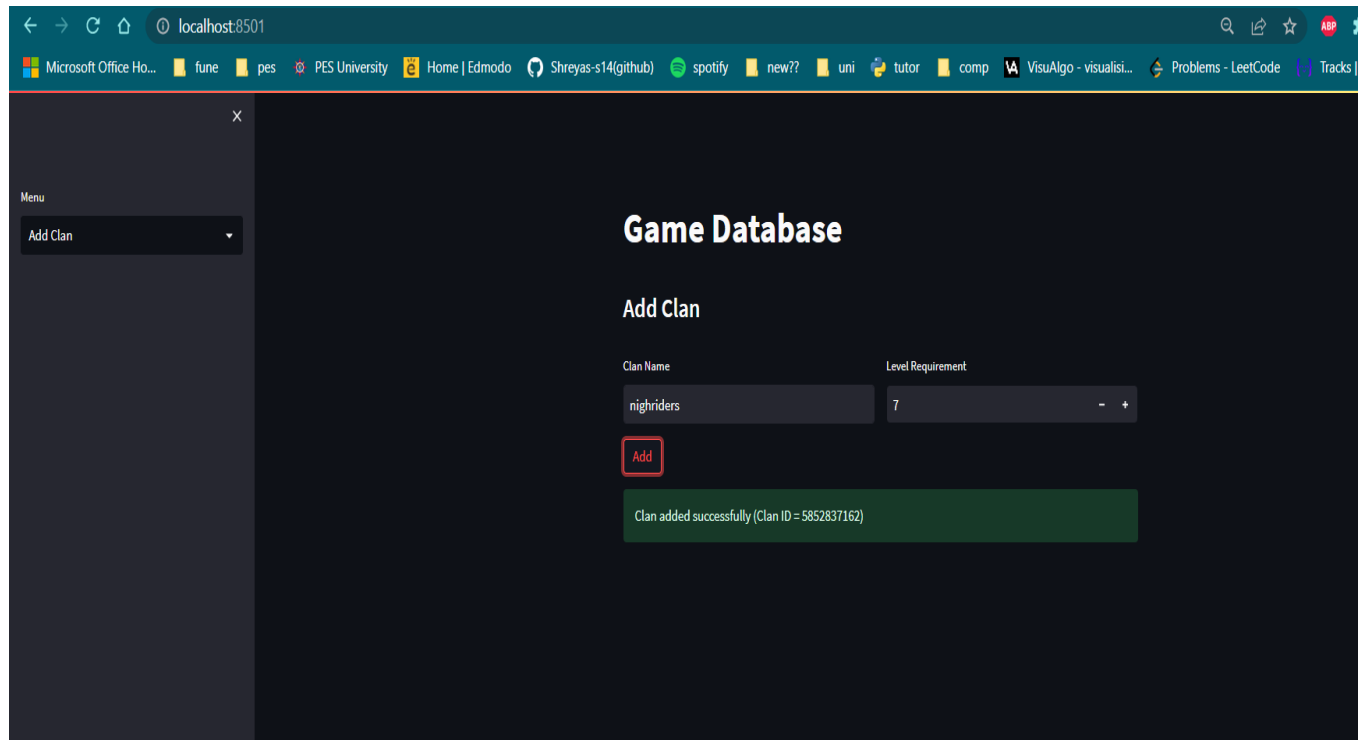 localhost:8501
ABP
Microsoft Office Ho... fune pes PES University Home | Edmodo Shreyas-s14(github) spotify new?? uni tutor comp VisuAlgo - visualisi... Problems - LeetCode Tracks |
Menu
Add Clan
Game Database
Add Clan
Clan Name Level Requirement
nighriders 7 - +
Add
Clan added successfully (Clan ID = 5852837162)